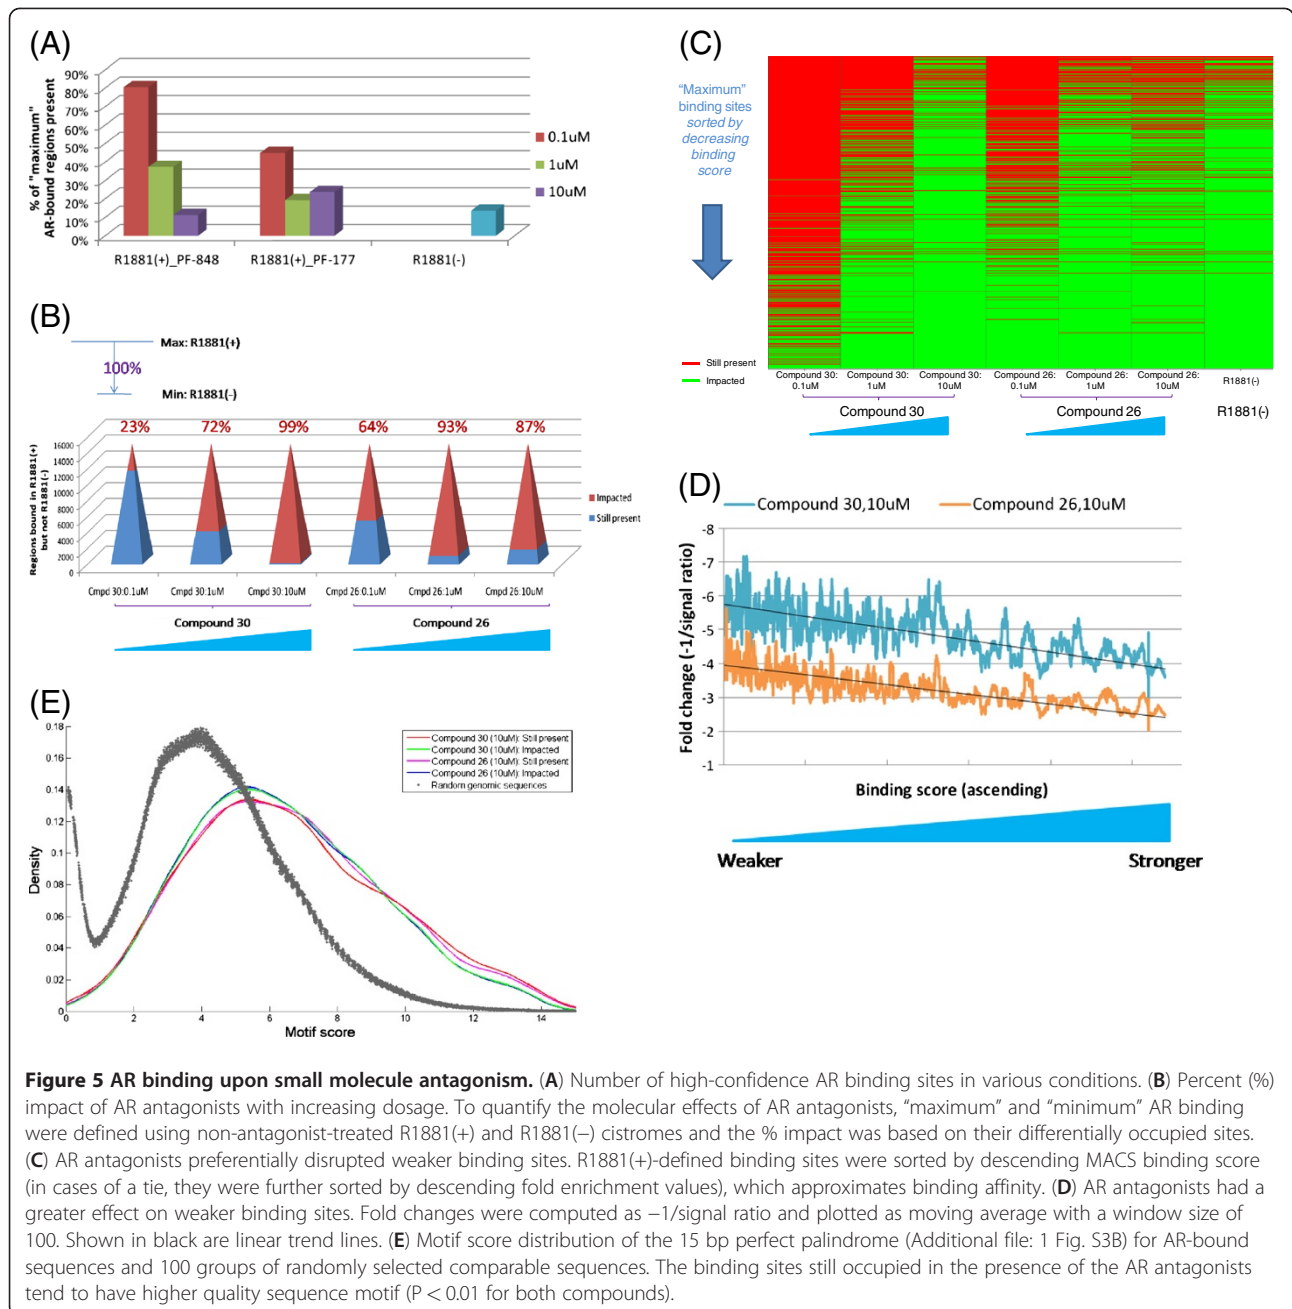 (A)
% of "maximum"
AR-bound regions present
90%
80%
70%
60%
50%
40%
30%
20%
10%
0%
R1881(+)_PF-848
R1881(+)_PF-177
R1881(-)
0.1uM
1uM
10uM
(B)
Max: R1881(+)
100%
Min: R1881(-)
23%
72%
99%
64%
93%
87%
Regions bound in R1881(+)
but not R1881(-)
16000
14000
12000
10000
8000
6000
4000
2000
0
Impacted
Still present
Cmpd 30:0.1uM
Cmpd 30:1uM
Cmpd 30:10uM
Cmpd 26:0.1uM
Cmpd 26:1uM
Cmpd 26:10uM
Compound 30
Compound 26
(C)
"Maximum"
binding sites
sorted by
decreasing
binding
score
Still present
Impacted
Compound 30:
0.1uM
Compound 30:
1uM
Compound 30:
10uM
Compound 26:
0.1uM
Compound 26:
1uM
Compound 26:
10uM
R1881(-)
Compound 30
Compound 26
R1881(-)
(D)
Compound 30,10uM
Compound 26,10uM
Fold change (-1/signal ratio)
-8
-7
-6
-5
-4
-3
-2
-1
Binding score (ascending)
Weaker
Stronger
(E)
Density
0.18
0.16
0.14
0.12
0.1
0.08
0.06
0.04
0.02
0
0
2
4
6
8
10
12
14
Motif score
Compound 30 (10uM): Still present
Compound 30 (10uM): Impacted
Compound 26 (10uM): Still present
Compound 26 (10uM): Impacted
Random genomic sequences
Figure 5 AR binding upon small molecule antagonism. (A) Number of high-confidence AR binding sites in various conditions. (B) Percent (%)
impact of AR antagonists with increasing dosage. To quantify the molecular effects of AR antagonists, “maximum” and “minimum” AR binding
were defined using non-antagonist-treated R1881(+) and R1881(−) cistromes and the % impact was based on their differentially occupied sites.
(C) AR antagonists preferentially disrupted weaker binding sites. R1881(+)-defined binding sites were sorted by descending MACS binding score
(in cases of a tie, they were further sorted by descending fold enrichment values), which approximates binding affinity. (D) AR antagonists had a
greater effect on weaker binding sites. Fold changes were computed as −1/signal ratio and plotted as moving average with a window size of
100. Shown in black are linear trend lines. (E) Motif score distribution of the 15 bp perfect palindrome (Additional file: 1 Fig. S3B) for AR-bound
sequences and 100 groups of randomly selected comparable sequences. The binding sites still occupied in the presence of the AR antagonists
tend to have higher quality sequence motif (P < 0.01 for both compounds).